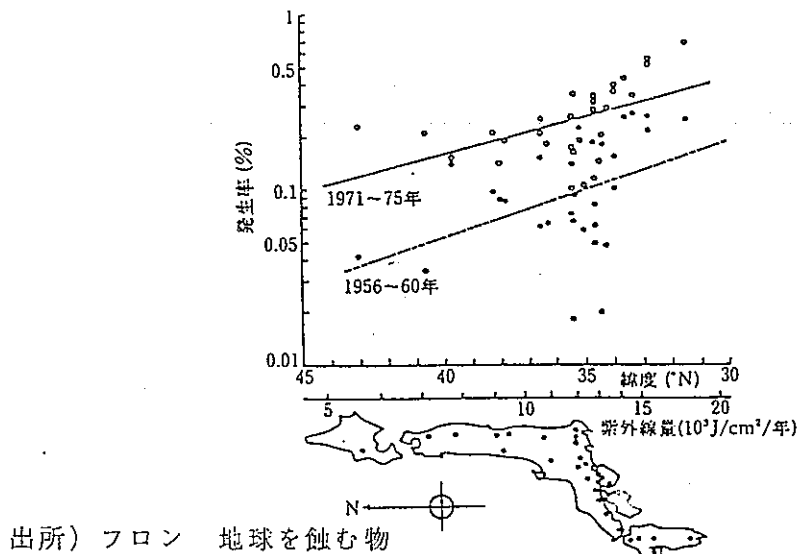 1
0.5
発生率(%)
0.1
1971〜75年
0.05
1956〜60年
0.01
45 40 35 30
緯度(°N)
5 10 15 20
紫外線量(10³J/cm²/年)
N
出所) フロン 地球を蝕む物